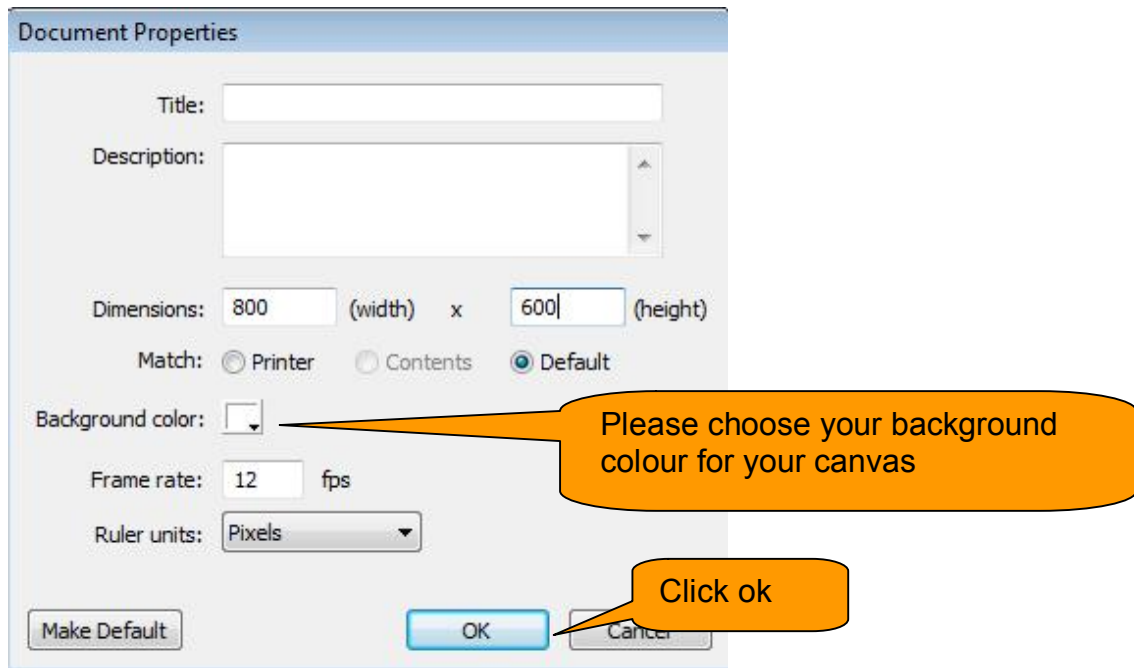 Document Properties
Title:
Description:
Dimensions: 800 (width) x 600 (height)
Match: Printer Contents Default
Background color:
Please choose your background
colour for your canvas
Frame rate: 12 fps
Ruler units: Pixels
Click ok
Make Default OK Cancel